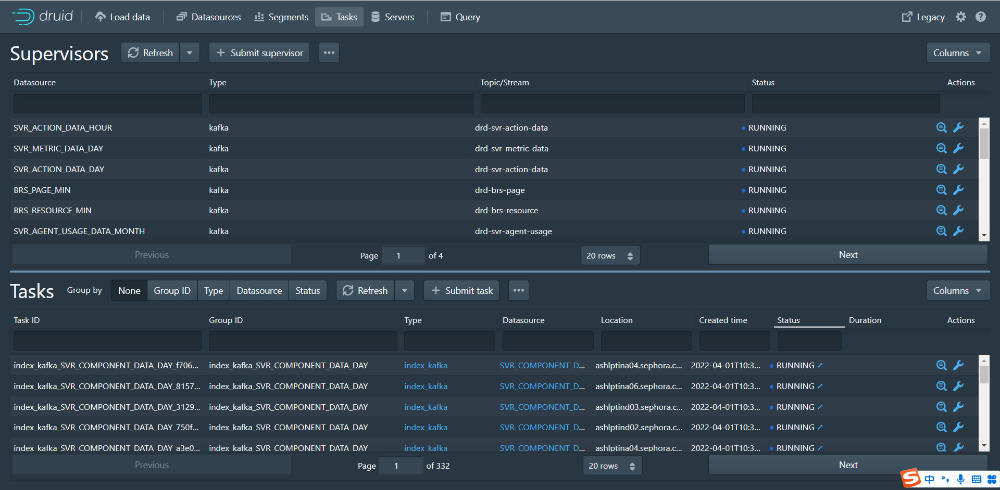 druid Load data Datasources Segments Tasks Servers Query Legacy
Supervisors Refresh Submit supervisor Columns
Datasource Type Topic/Stream Status Actions
SVR_ACTION_DATA_HOUR kafka drd-svr-action-data RUNNING
SVR_METRIC_DATA_DAY kafka drd-svr-metric-data RUNNING
SVR_ACTION_DATA_DAY kafka drd-svr-action-data RUNNING
BRS_PAGE_MIN kafka drd-brs-page RUNNING
BRS_RESOURCE_MIN kafka drd-brs-resource RUNNING
SVR_AGENT_USAGE_DATA_MONTH kafka drd-svr-agent-usage RUNNING
Previous Page 1 of 4 20 rows Next
Tasks Group by None Group ID Type Datasource Status Refresh Submit task Columns
Task ID Group ID Type Datasource Location Created time Status Duration Actions
index_kafka_SVR_COMPONENT_DATA_DAY_f706... index_kafka_SVR_COMPONENT_DATA_DAY index_kafka SVR_COMPONENT_D... ashlptina04.sephora.c... 2022-04-01T10:3... RUNNING
index_kafka_SVR_COMPONENT_DATA_DAY_8157... index_kafka_SVR_COMPONENT_DATA_DAY index_kafka SVR_COMPONENT_D... ashlptina06.sephora.c... 2022-04-01T10:3... RUNNING
index_kafka_SVR_COMPONENT_DATA_DAY_3129... index_kafka_SVR_COMPONENT_DATA_DAY index_kafka SVR_COMPONENT_D... ashlptind03.sephora.c... 2022-04-01T10:3... RUNNING
index_kafka_SVR_COMPONENT_DATA_DAY_750f... index_kafka_SVR_COMPONENT_DATA_DAY index_kafka SVR_COMPONENT_D... ashlptind02.sephora.c... 2022-04-01T10:3... RUNNING
index_kafka_SVR_COMPONENT_DATA_DAY_a3e0... index_kafka_SVR_COMPONENT_DATA_DAY index_kafka SVR_COMPONENT_D... ashlptina04.sephora.c... 2022-04-01T10:3... RUNNING
Previous Page 1 of 332 20 rows Next
S 中